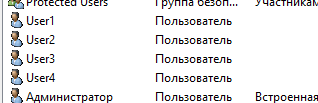 Protected Users Группа безоп... Участникам
User1 Пользователь
User2 Пользователь
User3 Пользователь
User4 Пользователь
Администратор Пользователь Встроенная